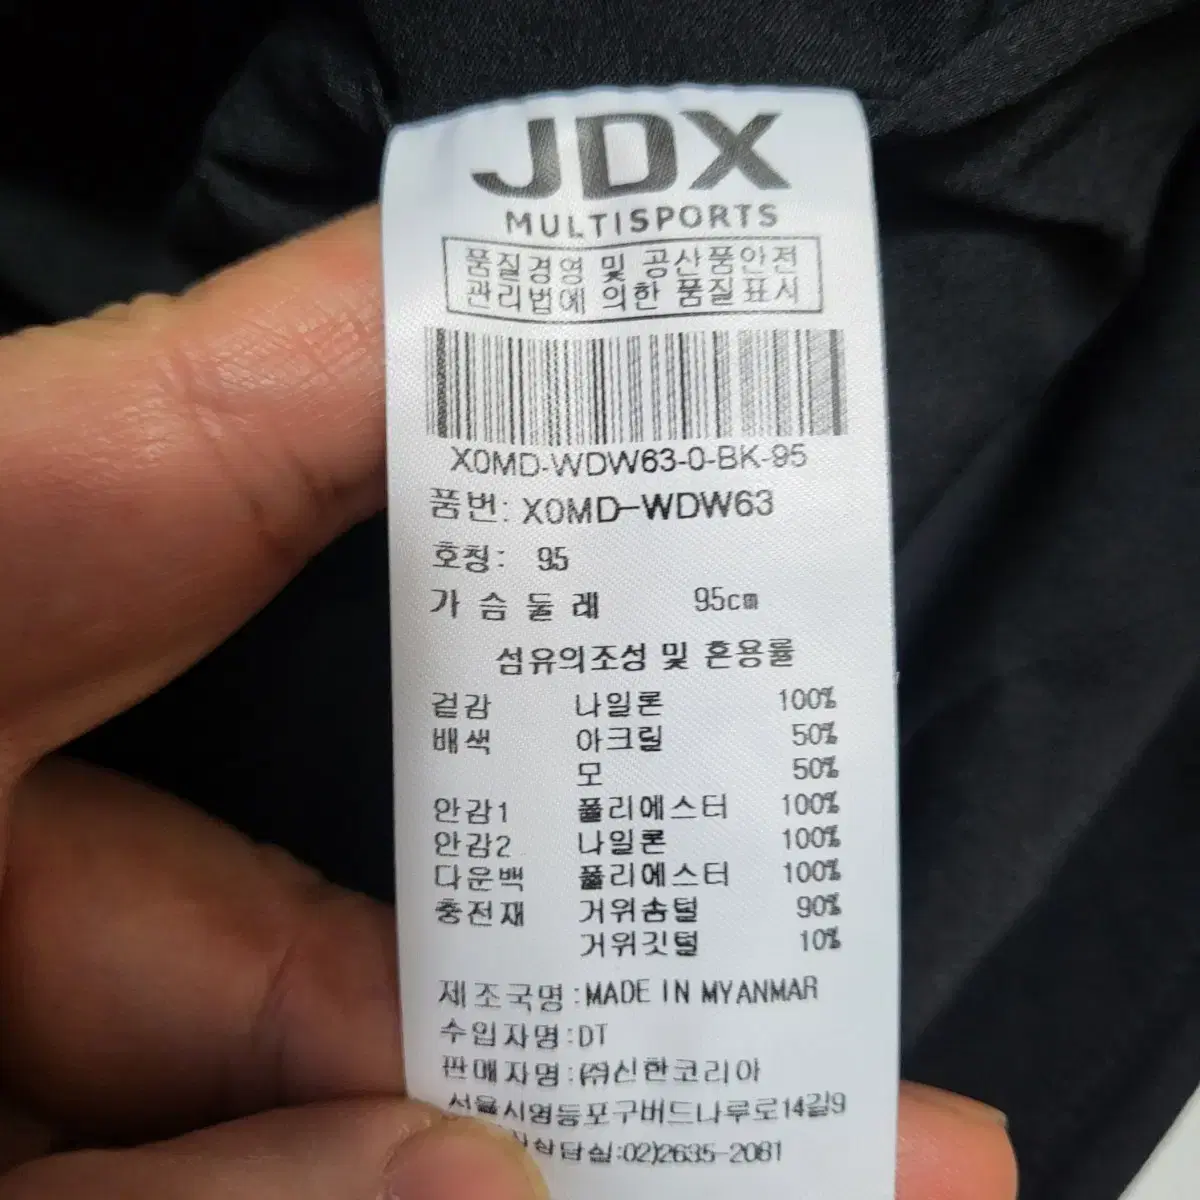 JDX
MULTISPORTS
품질경영 및 공산품안전
관리법에 의한 품질표시
X0MD-WDW63-0-BK-95
품번: X0MD-WDW63
호칭: 95
가슴둘레 95cm
섬유의조성 및 혼용률
겉감 나일론 100%
배색 아크릴 50%
모 50%
안감1 폴리에스터 100%
안감2 나일론 100%
다운백 폴리에스터 100%
충전재 거위솜털 90%
거위깃털 10%
제조국명:MADE IN MYANMAR
수입자명:DT
판매자명:㈜신한코리아
서울시영등포구버드나루로14길9
상담실:02)2635-2081